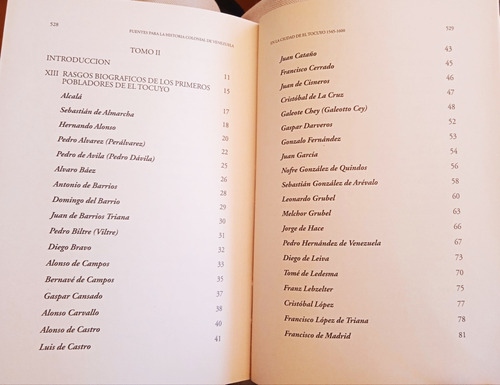 528
FUENTES PARA LA HISTORIA COLONIAL DE VENEZUELA
TOMO II
INTRODUCCION 11
XIII RASGOS BIOGRAFICOS DE LOS PRIMEROS 15
POBLADORES DE EL TOCUYO
Alcalá 17
Sebastián de Almarcha 18
Hernando Alonso 20
Pedro Alvarez (Perálvarez) 22
Pedro de Avila (Pedro Dávila) 25
Alvaro Báez 26
Antonio de Barrios 28
Domingo del Barrio 29
Juan de Barrios Triana 30
Pedro Biltre (Viltre) 31
Diego Bravo 32
Alonso de Campos 33
Bernavé de Campos 35
Gaspar Cansado 37
Alonso Carvallo 38
Alonso de Castro 40
Luis de Castro 41
EN LA CIUDAD DE EL TOCUYO 1545-1600
529
Juan Cataño 43
Francisco Cerrado 45
Juan de Cisneros 46
Cristóbal de La Cruz 47
Galeote Chey (Galeotto Cey) 48
Gaspar Darveros 52
Gonzalo Fernández 53
Juan García 54
Nofre González de Quindos 56
Sebastián González de Arévalo 58
Leonardo Grubel 60
Melchor Grubel 63
Jorge de Hace 66
Pedro Hernández de Venezuela 67
Diego de Leiva 73
Tomé de Ledesma 70
Franz Lebzelter 75
Cristóbal López 77
Francisco López de Triana 78
Francisco de Madrid 81